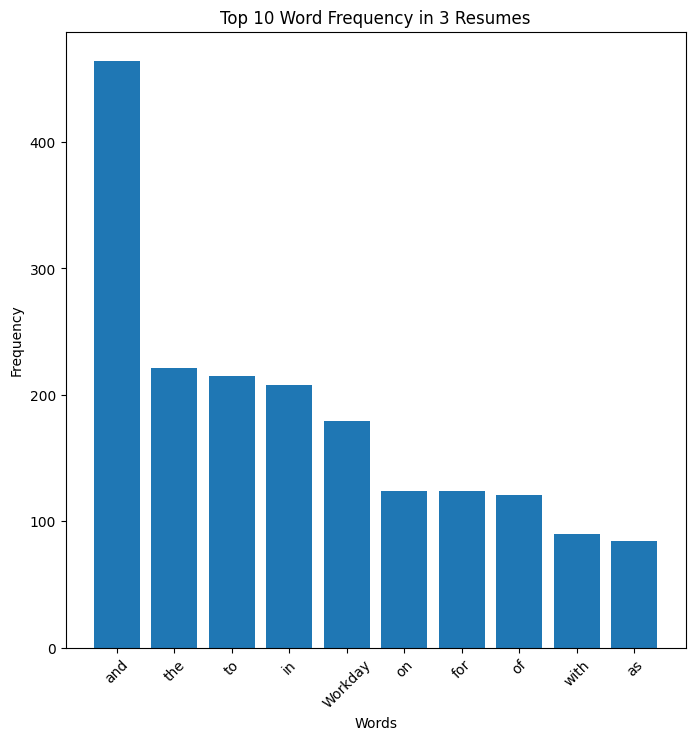 Top 10 Word Frequency in 3 Resumes
Frequency
400
300
200
100
0
and
the
to
in
Workday
on
for
of
with
as
Words